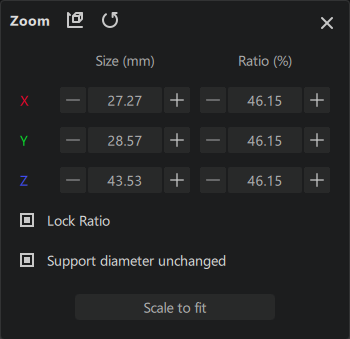 Zoom
Size (mm) Ratio (%)
X 27.27 46.15
Y 28.57 46.15
Z 43.53 46.15
Lock Ratio
Support diameter unchanged
Scale to fit